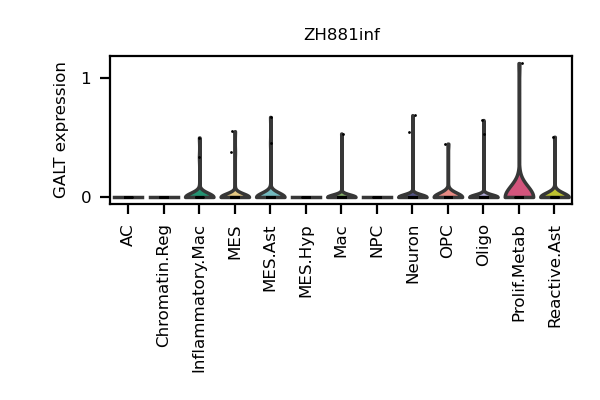 ZH881inf
GALT expression
1
0
AC
Chromatin.Reg
Inflammatory.Mac
MES
MES.Ast
MES.Hyp
Mac
NPC
Neuron
OPC
Oligo
Prolif.Metab
Reactive.Ast